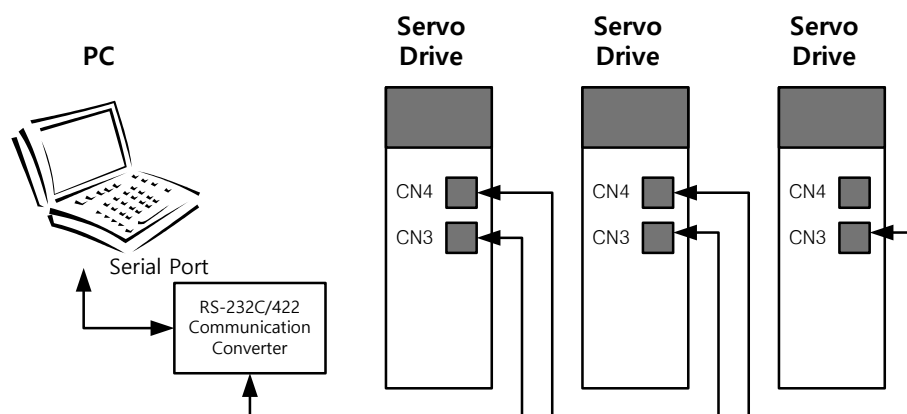 PC
Serial Port
RS-232C/422
Communication
Converter
Servo
Drive
CN4
CN3
Servo
Drive
CN4
CN3
Servo
Drive
CN4
CN3